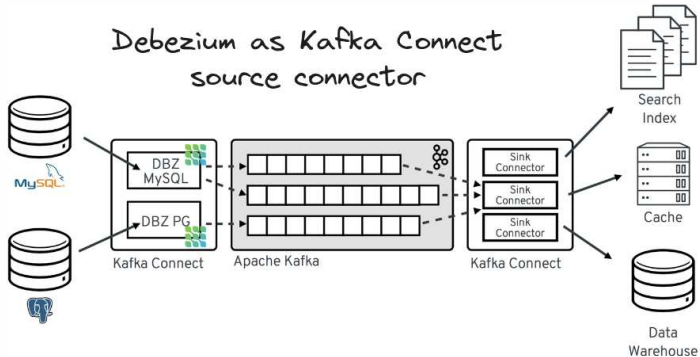 Debezium as Kafka Connect
source connector
Search
Index
MySQL
DBZ
MySQL
DBZ PG
Kafka Connect
Apache Kafka
Sink
Connector
Sink
Connector
Sink
Connector
Kafka Connect
Cache
Data
Warehouse